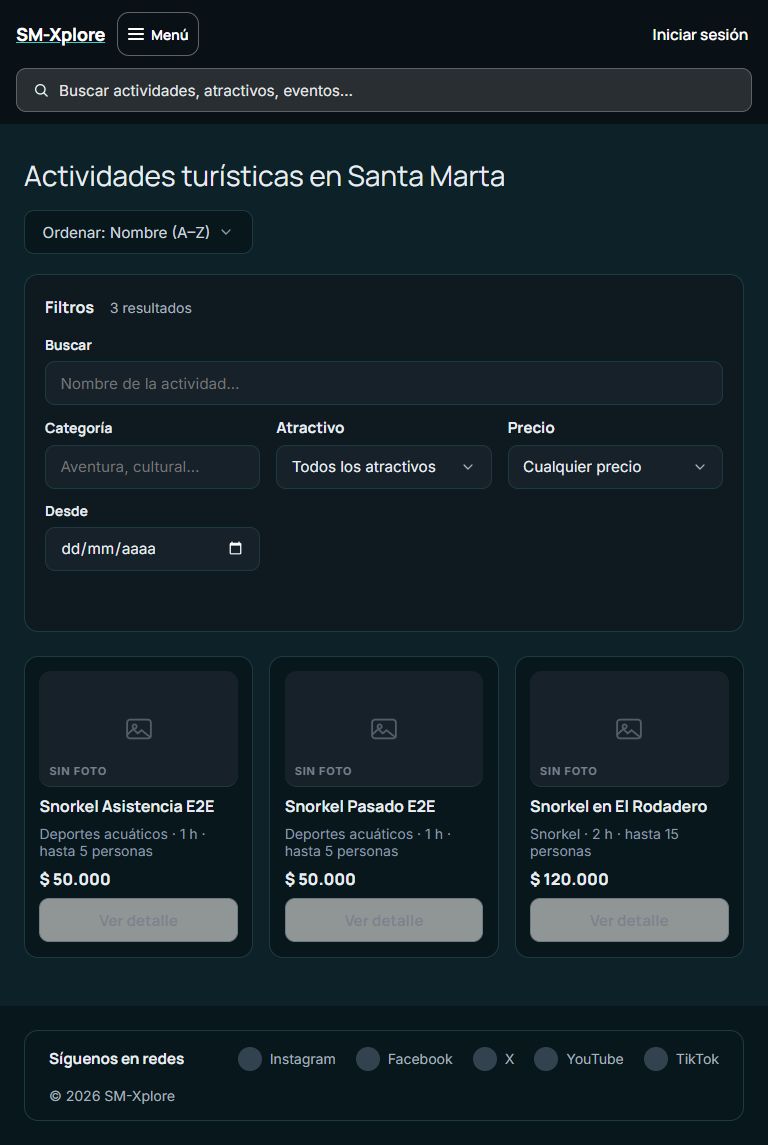 SM-Xplore
Menú
Iniciar sesión
Buscar actividades, atractivos, eventos...
Actividades turísticas en Santa Marta
Ordenar: Nombre (A–Z)
Filtros 3 resultados
Buscar
Nombre de la actividad...
Categoría Atractivo Precio
Aventura, cultural... Todos los atractivos Cualquier precio
Desde
dd/mm/aaaa
SIN FOTO
Snorkel Asistencia E2E
Deportes acuáticos · 1 h ·
hasta 5 personas
$ 50.000
Ver detalle
SIN FOTO
Snorkel Pasado E2E
Deportes acuáticos · 1 h ·
hasta 5 personas
$ 50.000
Ver detalle
SIN FOTO
Snorkel en El Rodadero
Snorkel · 2 h · hasta 15
personas
$ 120.000
Ver detalle
Síguenos en redes Instagram Facebook X YouTube TikTok
© 2026 SM-Xplore